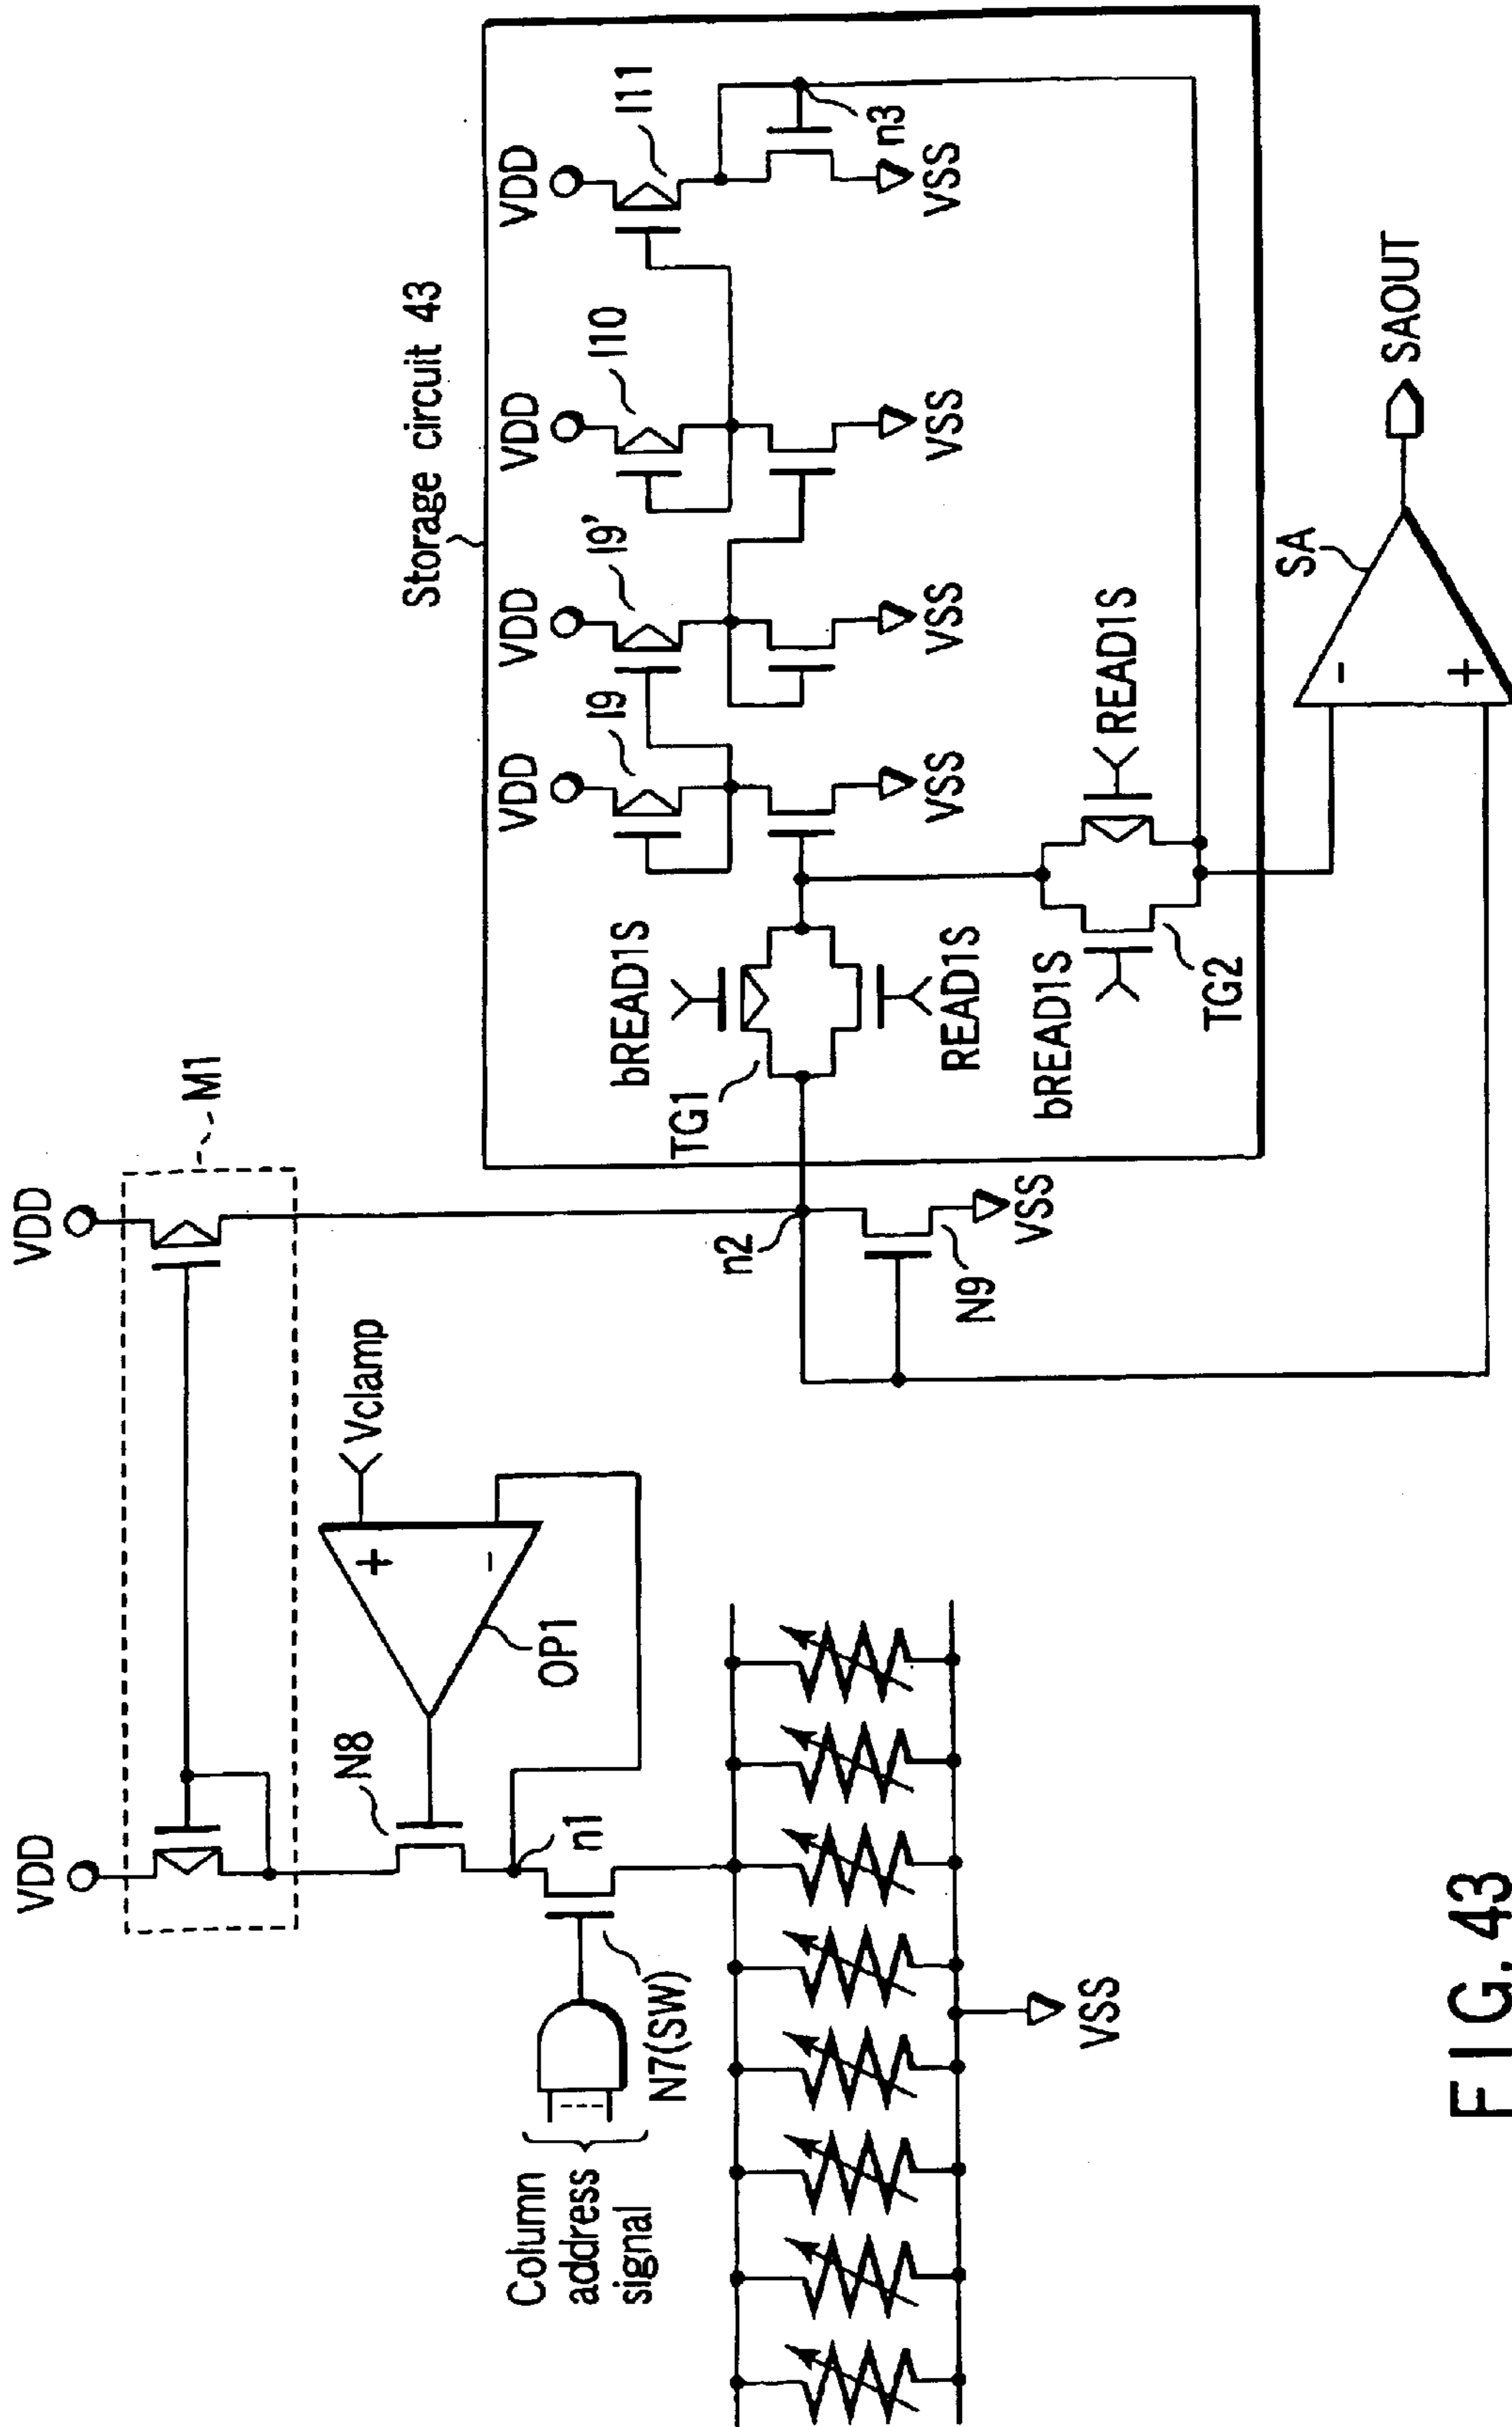 VDD
VDD
M1
Vclamp
+
-
OP1
N8
n1
N7(SW)
Column
address
signal
VSS
n2
N9
VSS
Storage circuit 43
VDD
VDD
VDD
VDD
I9
I9'
I10
I11
n3
VSS
VSS
VSS
VSS
bREAD1S
TG1
READ1S
bREAD1S
READ1S
TG2
SA
-
+
SAOUT
FIG. 43